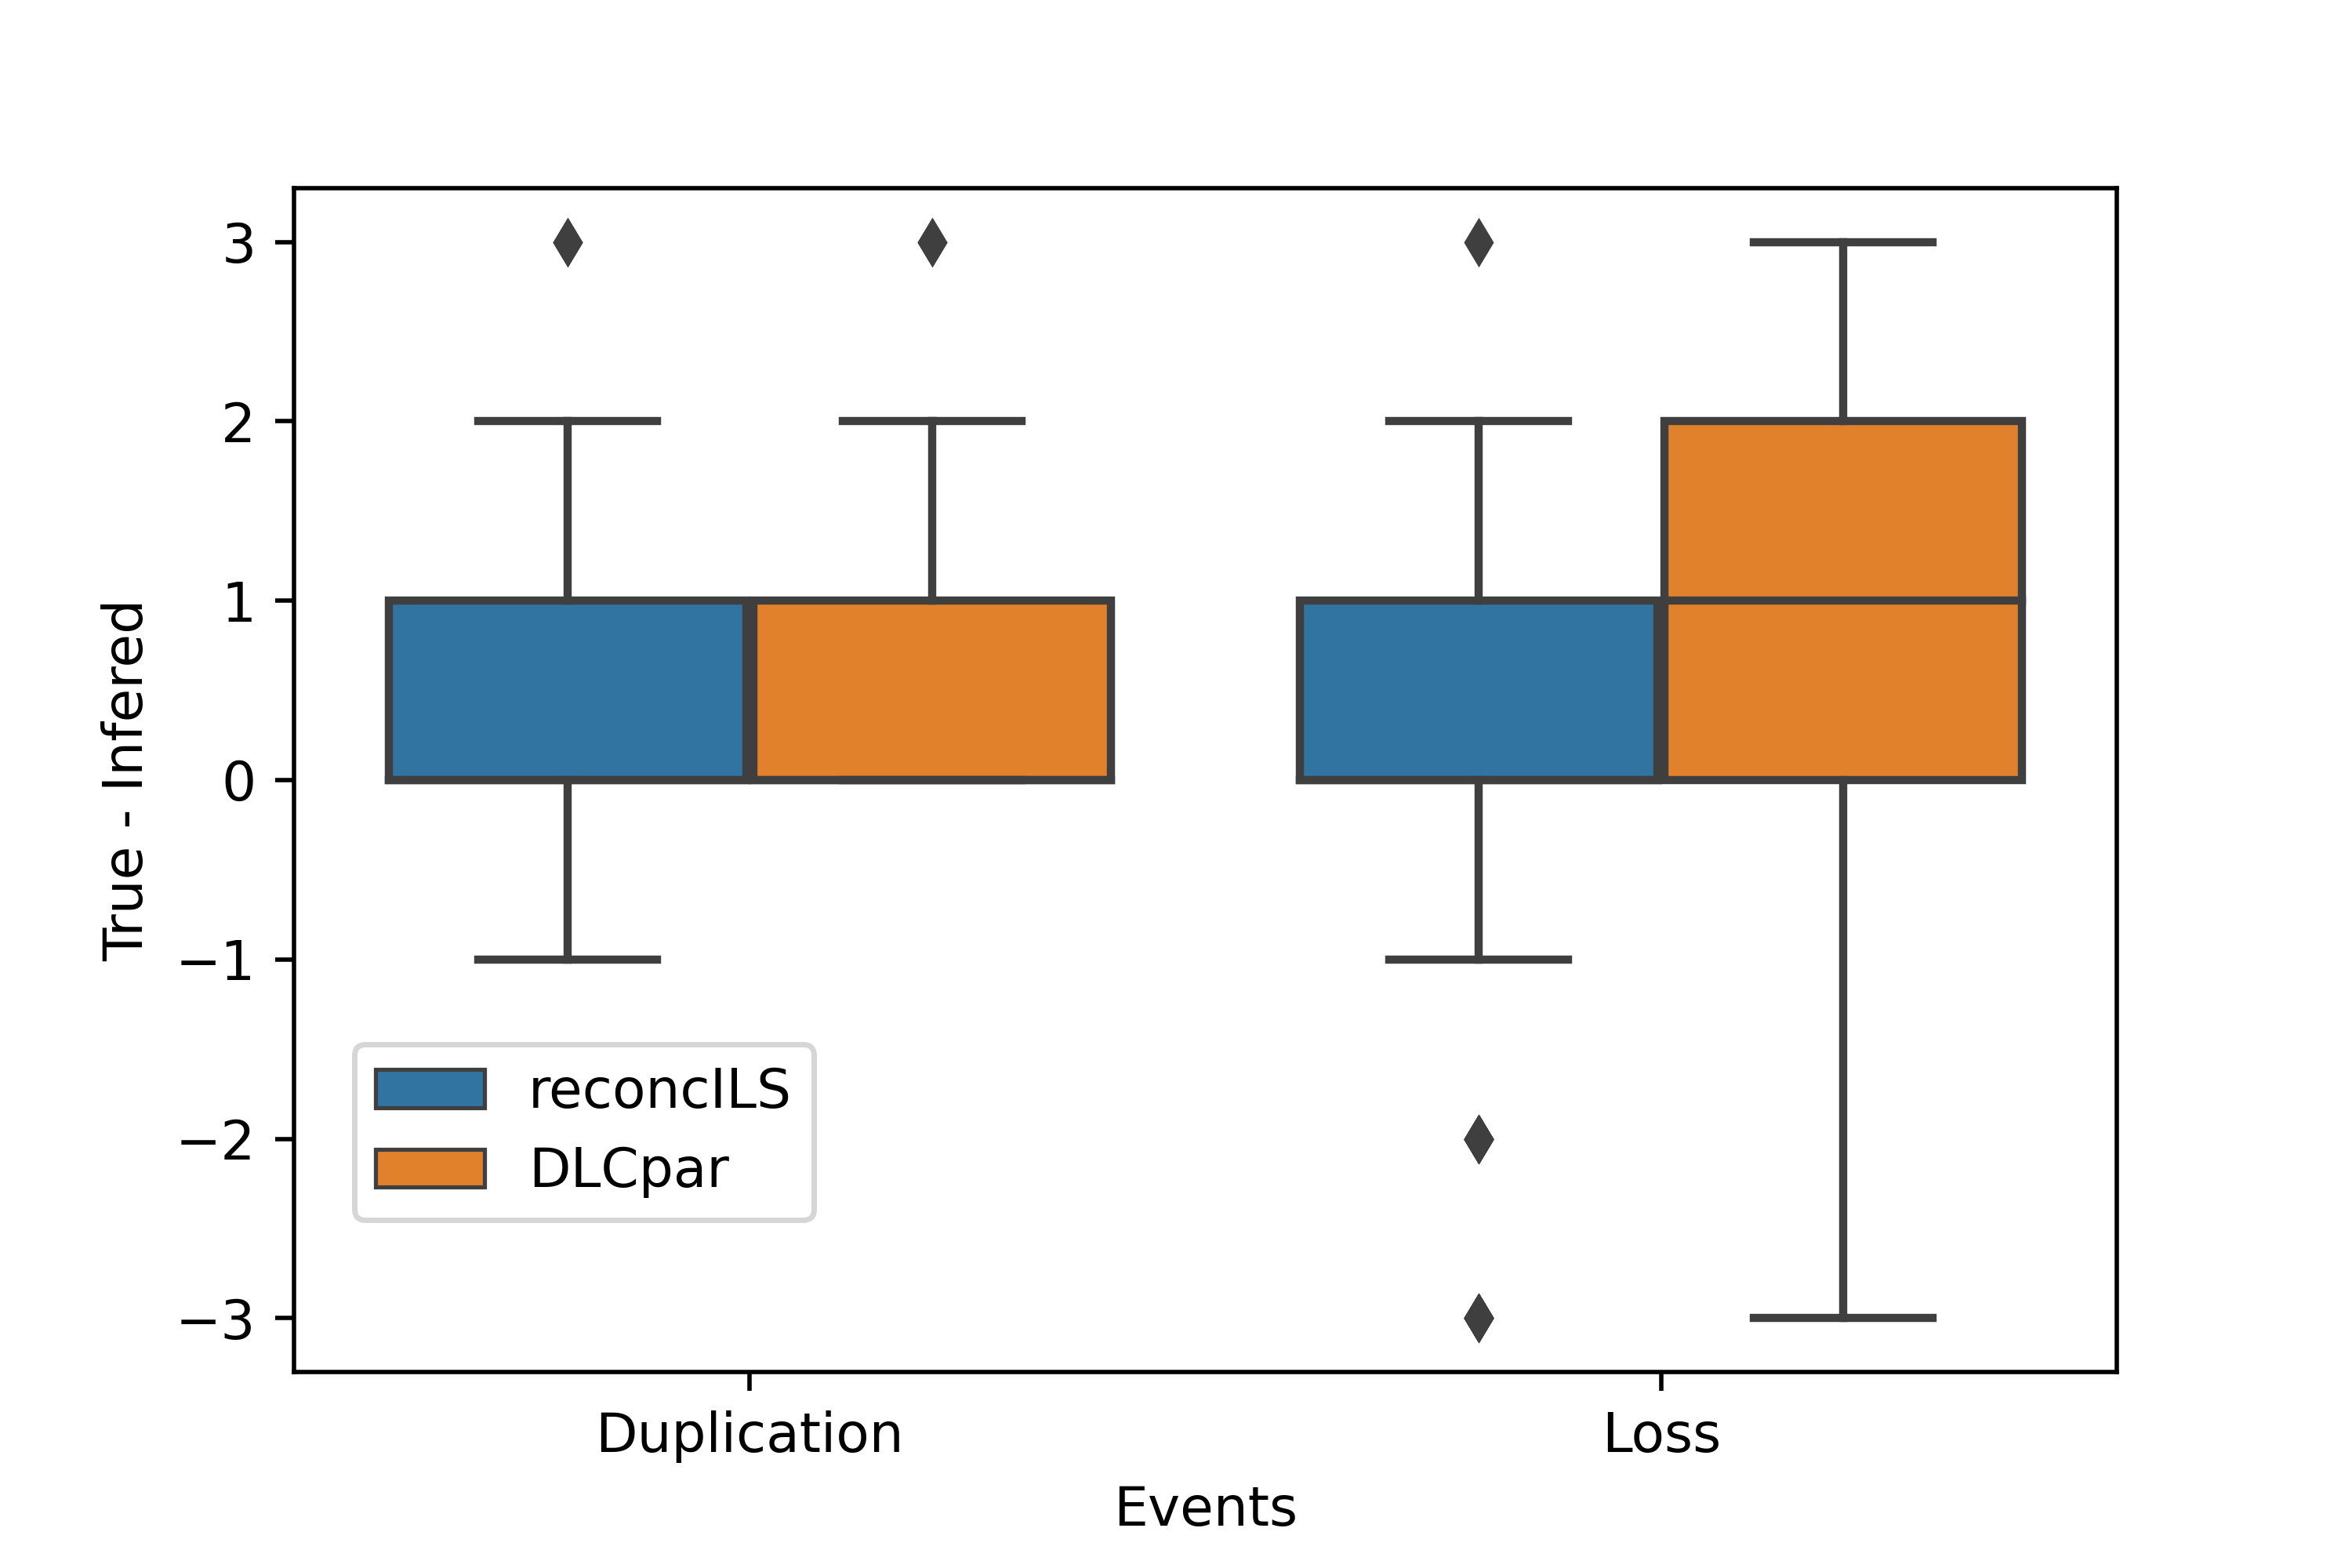 3
2
1
0
−1
−2
−3
True - Infered
reconcILS
DLCpar
Duplication
Loss
Events